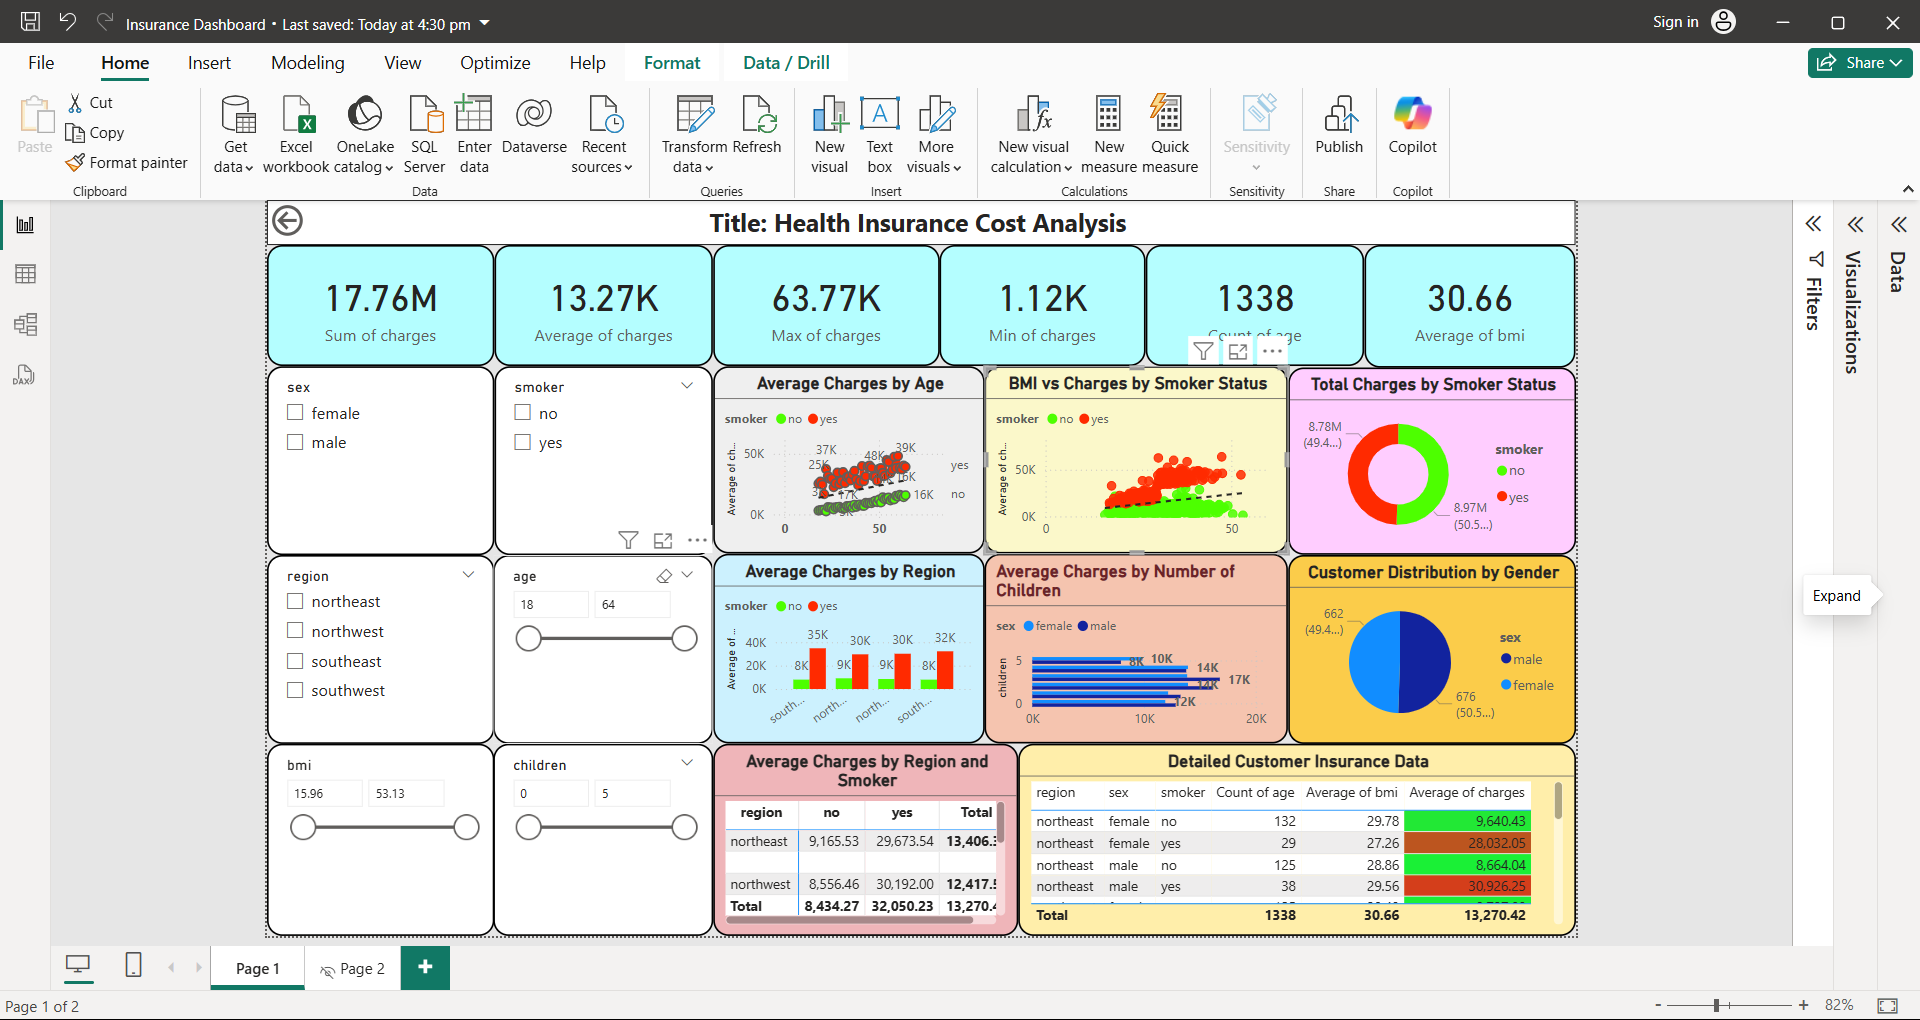 Insurance Dashboard • Last saved: Today at 4:30 pm
Sign in
File Home Insert Modeling View Optimize Help Format Data / Drill
Share
Paste
Cut
Copy
Format painter
Clipboard
Get data
Excel workbook
OneLake catalog
SQL Server
Enter data
Dataverse
Recent sources
Data
Transform data
Refresh
Queries
New visual
Text box
More visuals
Insert
New visual calculation
New measure
Quick measure
Calculations
Sensitivity
Sensitivity
Publish
Share
Copilot
Copilot
DAX
Title: Health Insurance Cost Analysis
17.76M
Sum of charges
13.27K
Average of charges
63.77K
Max of charges
1.12K
Min of charges
1338
Count of age
30.66
Average of bmi
sex
female
male
smoker
no
yes
region
northeast
northwest
southeast
southwest
age
18 64
bmi
15.96 53.13
children
0 5
Average Charges by Age
smoker no yes
Average of ch...
50K
0K
0 50
37K
39K
25K
48K
16K
17K
16K
yes
no
BMI vs Charges by Smoker Status
smoker no yes
Average of ch...
50K
0K
0 50
Total Charges by Smoker Status
8.78M
(49.4...)
8.97M
(50.5...)
smoker
no
yes
Average Charges by Region
smoker no yes
Average of ...
40K
20K
0K
8K 35K 9K 30K 9K 30K 8K 32K
south... north... north... south...
Average Charges by Number of
Children
sex female male
children
5
0
8K 10K
14K
17K
14K
12K
0K 10K 20K
Customer Distribution by Gender
662
(49.4...)
676
(50.5...)
sex
male
female
Average Charges by Region and
Smoker
region no yes Total
northeast 9,165.53 29,673.54 13,406.
northwest 8,556.46 30,192.00 12,417.
Total 8,434.27 32,050.23 13,270.
Detailed Customer Insurance Data
region sex smoker Count of age Average of bmi Average of charges
northeast female no 132 29.78 9,640.43
northeast female yes 29 27.26 28,032.05
northeast male no 125 28.86 8,664.04
northeast male yes 38 29.56 30,926.25
Total 1338 30.66 13,270.42
Filters
Visualizations
Data
Expand
Page 1
Page 2
+
Page 1 of 2
- + 82%